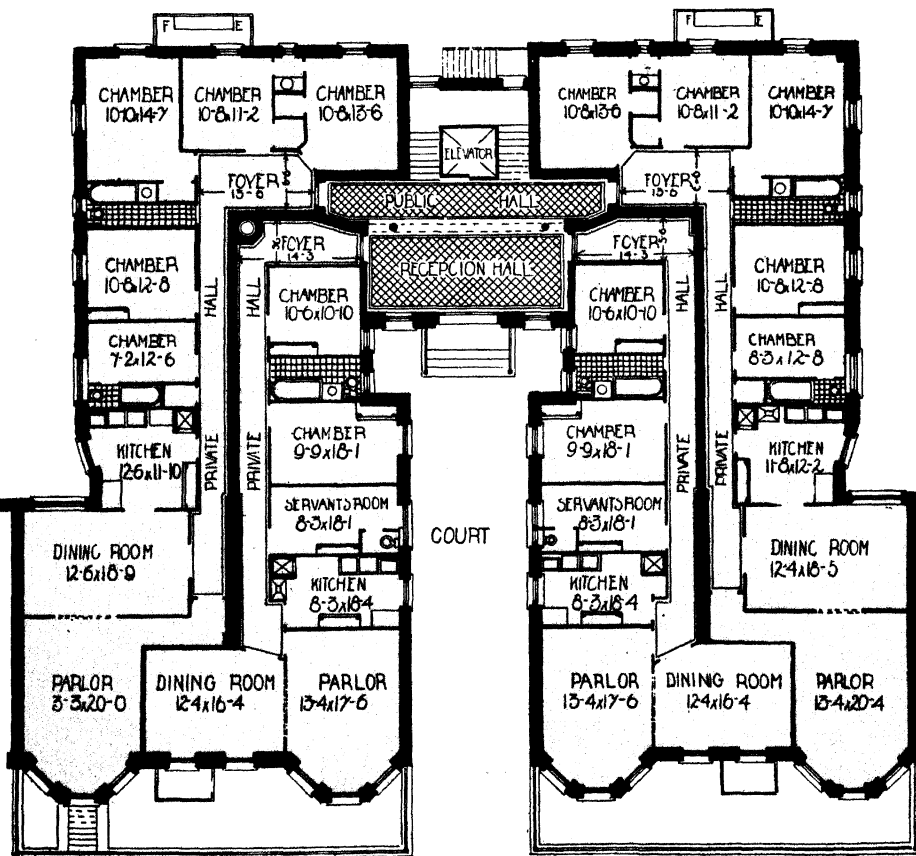 F E
F E
CHAMBER
10-10x14-7
CHAMBER
10-8x11-2
CHAMBER
10-8x13-6
CHAMBER
10-8x13-6
CHAMBER
10-8x11-2
CHAMBER
10-10x14-7
ELEVATOR
FOYER
13-6
FOYER
13-6
PUBLIC HALL
FOYER
14-3
FOYER
14-3
RECEPCION HALL
CHAMBER
10-8x12-8
HALL
HALL
CHAMBER
10-6x10-10
CHAMBER
10-6x10-10
HALL
HALL
CHAMBER
10-8x12-8
CHAMBER
7-2x12-6
CHAMBER
8-3x12-8
KITCHEN
12-6x11-10
PRIVATE
PRIVATE
CHAMBER
9-9x18-1
CHAMBER
9-9x18-1
PRIVATE
PRIVATE
KITCHEN
11-8x12-2
SERVANTS ROOM
8-3x18-1
COURT
SERVANTS ROOM
8-3x18-1
DINING ROOM
12-6x18-9
DINING ROOM
12-4x18-5
KITCHEN
8-3x18-4
KITCHEN
8-3x18-4
PARLOR
3-3x20-0
DINING ROOM
12-4x16-4
PARLOR
13-4x17-6
PARLOR
13-4x17-6
DINING ROOM
12-4x16-4
PARLOR
13-4x20-4